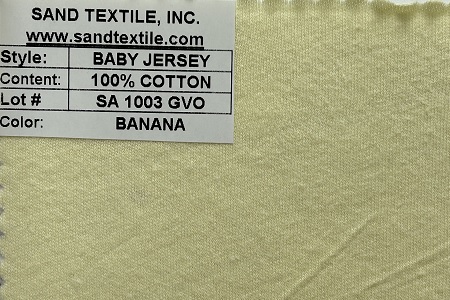 SAND TEXTILE, INC.
www.sandtextile.com
Style: BABY JERSEY
Content: 100% COTTON
Lot # SA 1003 GVO
Color: BANANA